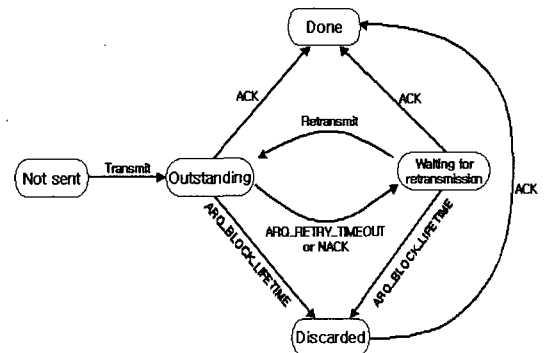 Done
ACK
ACK
Retransmit
Not sent
Transmit
Outstanding
Waiting for
retransmission
ACK
ARQ_RETRY_TIMEOUT
or NACK
ARQ_BLOCK_LIFETIME
ARQ_BLOCK_LIFETIME
Discarded